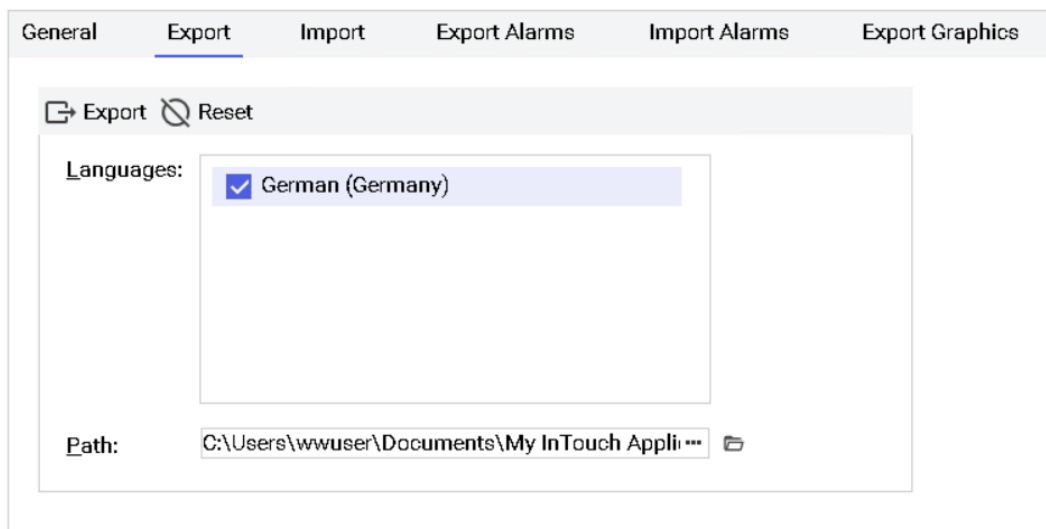 General Export Import Export Alarms Import Alarms Export Graphics
Export Reset
Languages:
German (Germany)
Path: C:\Users\wwuser\Documents\My InTouch Appli